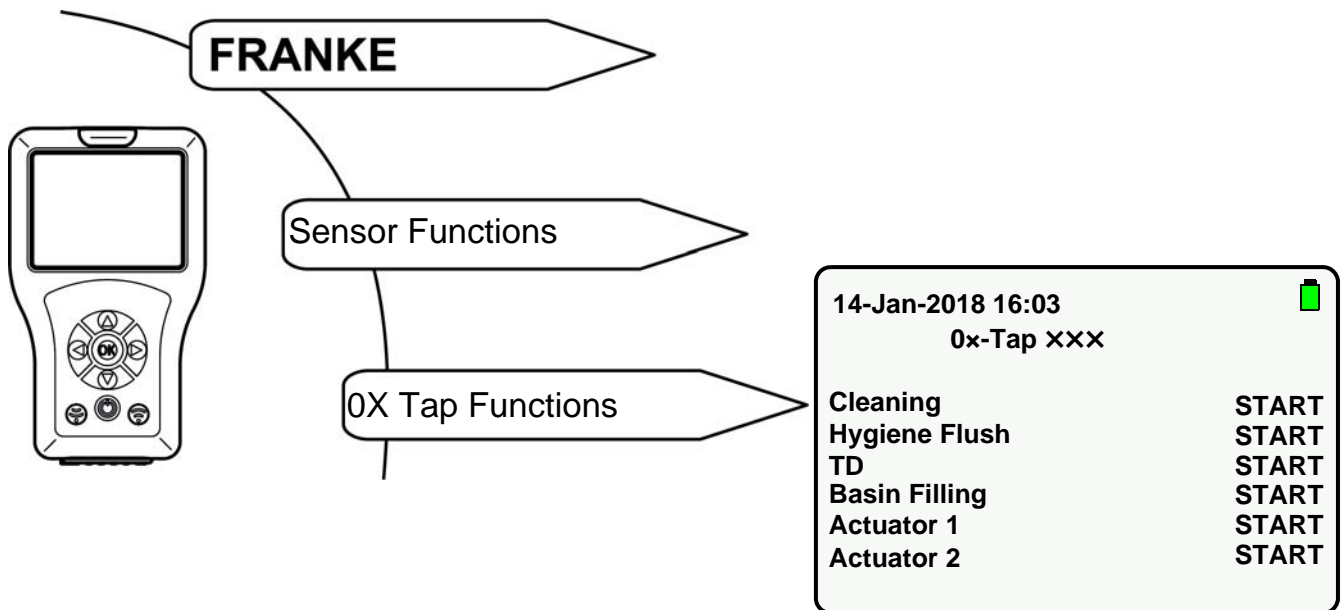 FRANKE
Sensor Functions
0X Tap Functions
14-Jan-2018 16:03
0×-Tap ×××
Cleaning START
Hygiene Flush START
TD START
Basin Filling START
Actuator 1 START
Actuator 2 START
OK